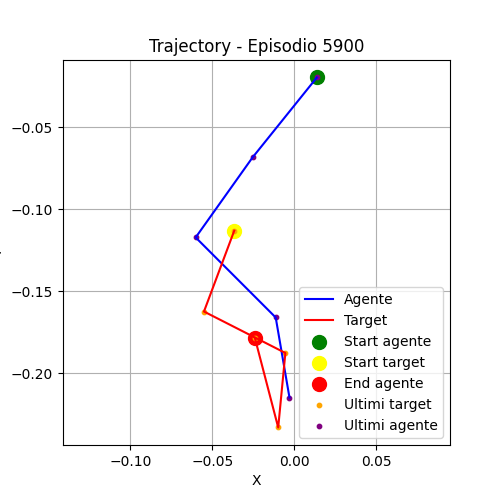 Trajectory - Episodio 5900
−0.05
−0.10
−0.15
−0.20
−0.10
−0.05
0.00
0.05
X
Agente
Target
Start agente
Start target
End agente
Ultimi target
Ultimi agente